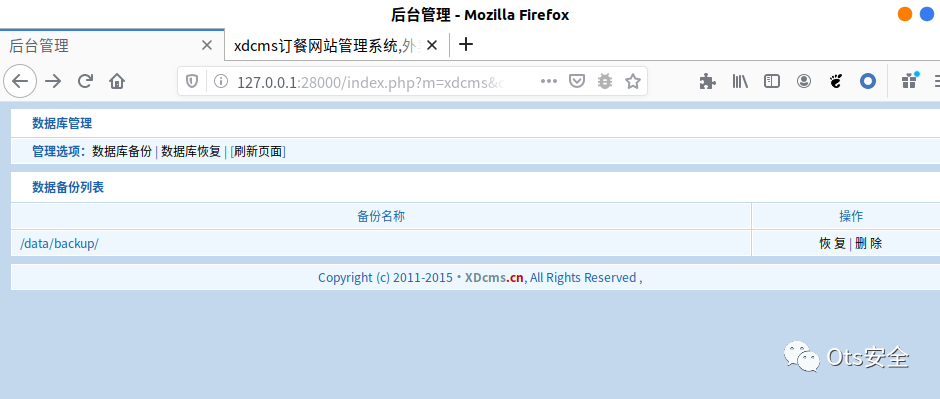 后台管理 - Mozilla Firefox
后台管理
xdcms订餐网站管理系统,外
127.0.0.1:28000/index.php?m=xdcms&c
数据库管理
管理选项：数据库备份 | 数据库恢复 | [刷新页面]
数据备份列表
备份名称 操作
/data/backup/ 恢 复 | 删 除
Copyright (c) 2011-2015・XDcms.cn, All Rights Reserved ,
Ots安全